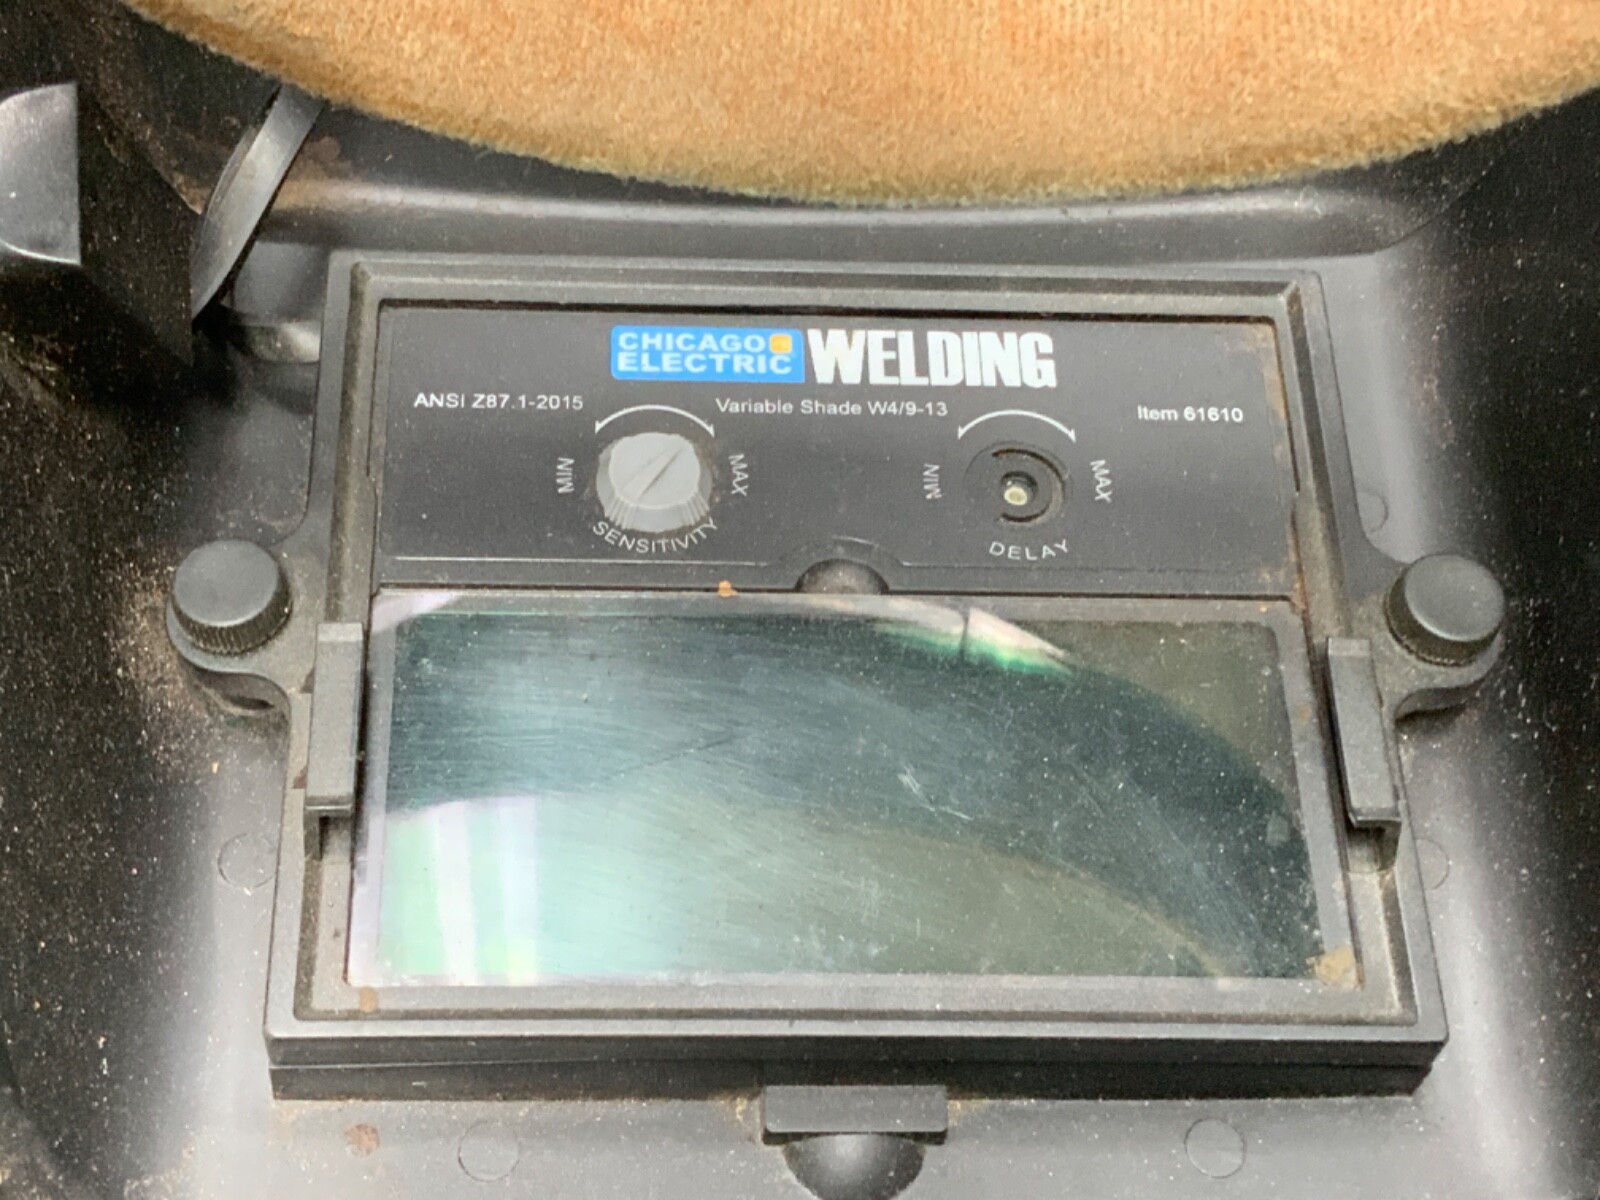 CHICAGO ELECTRIC WELDING
ANSI Z87.1-2015
Variable Shade W4/9-13
Item 61610
MIN
MAX
SENSITIVITY
MIN
MAX
DELAY